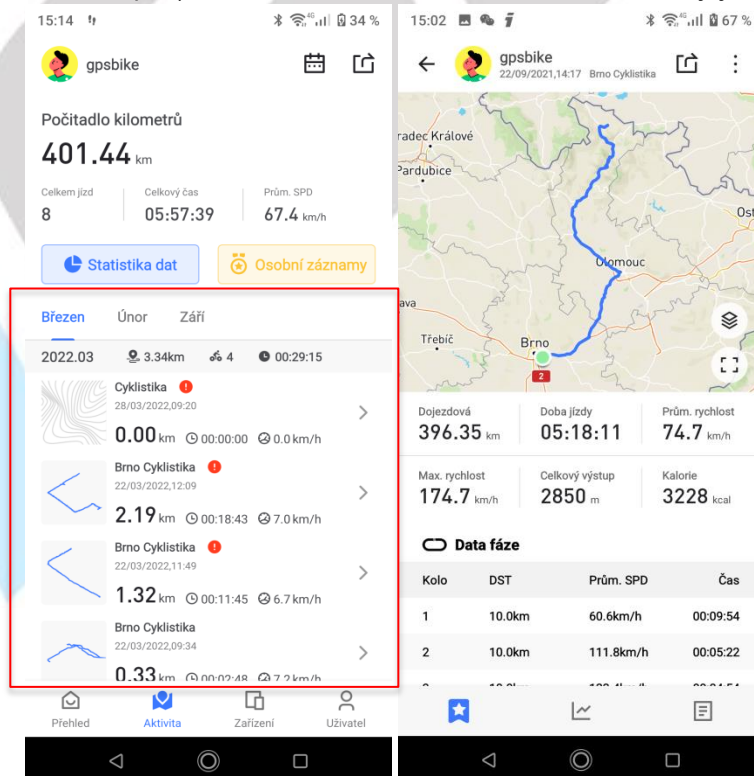 15:14 4G 34 %
gpsbike
Počitadlo kilometrů
401.44 km
Celkem jízd Celkový čas Prům. SPD
8 05:57:39 67.4 km/h
Statistika dat Osobní záznamy
Březen Únor Září
2022.03 3.34km 4 00:29:15
Cyklistika
28/03/2022,09:20
0.00 km 00:00:00 0.0 km/h
Brno Cyklistika
22/03/2022,12:09
2.19 km 00:18:43 7.0 km/h
Brno Cyklistika
22/03/2022,11:49
1.32 km 00:11:45 6.7 km/h
Brno Cyklistika
22/03/2022,09:34
0.33 km 00:02:48 7.2 km/h
Přehled Aktivita Zařízení Uživatel
15:02 4G 67 %
gpsbike
22/09/2021,14:17 Brno Cyklistika
radec Králové
Pardubice
Ost
Olomouc
ava
Třebíč
Brno
2
Dojezdová Doba jízdy Prům. rychlost
396.35 km 05:18:11 74.7 km/h
Max. rychlost Celkový výstup Kalorie
174.7 km/h 2850 m 3228 kcal
Data fáze
Kolo DST Prům. SPD Čas
1 10.0km 60.6km/h 00:09:54
2 10.0km 111.8km/h 00:05:22